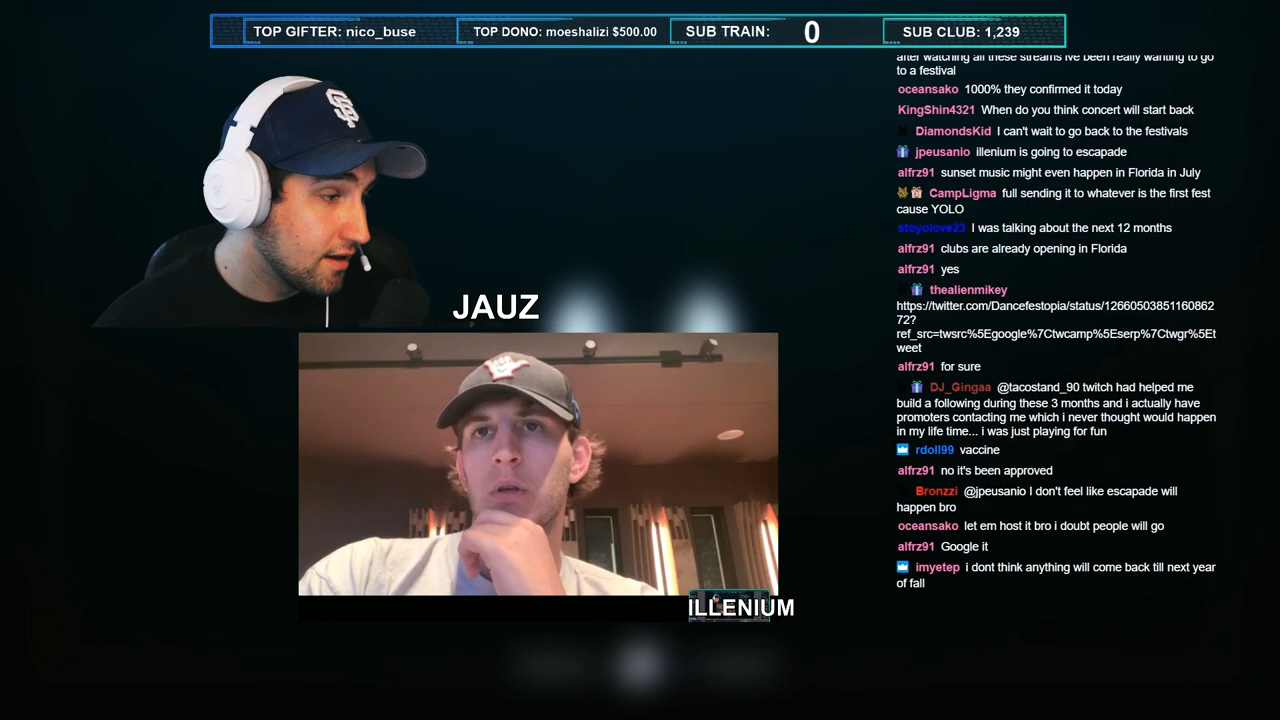 TOP GIFTER: nico_buse
TOP DONO: moeshalizi $500.00
SUB TRAIN: 0
SUB CLUB: 1,239
after watching all these streams ive been really wanting to go
to a festival
oceansako 1000% they confirmed it today
KingShin4321 When do you think concert will start back
DiamondsKid I can't wait to go back to the festivals
jpeusanio illenium is going to escapade
alfrz91 sunset music might even happen in Florida in July
CampLigma full sending it to whatever is the first fest
cause YOLO
stoyolove23 I was talking about the next 12 months
alfrz91 clubs are already opening in Florida
alfrz91 yes
thealienmikey
https://twitter.com/Dancefestopia/status/12660503851160862
72?
ref_src=twsrc%5Egoogle%7Ctwcamp%5Eserp%7Ctwgr%5Et
weet
alfrz91 for sure
DJ_Gingaa @tacostand_90 twitch had helped me
build a following during these 3 months and i actually have
promoters contacting me which i never thought would happen
in my life time... i was just playing for fun
rdoll99 vaccine
alfrz91 no it's been approved
Bronzzi @jpeusanio I don't feel like escapade will
happen bro
oceansako let em host it bro i doubt people will go
alfrz91 Google it
imyetep i dont think anything will come back till next year
of fall
SF
JAUZ
ILLENIUM